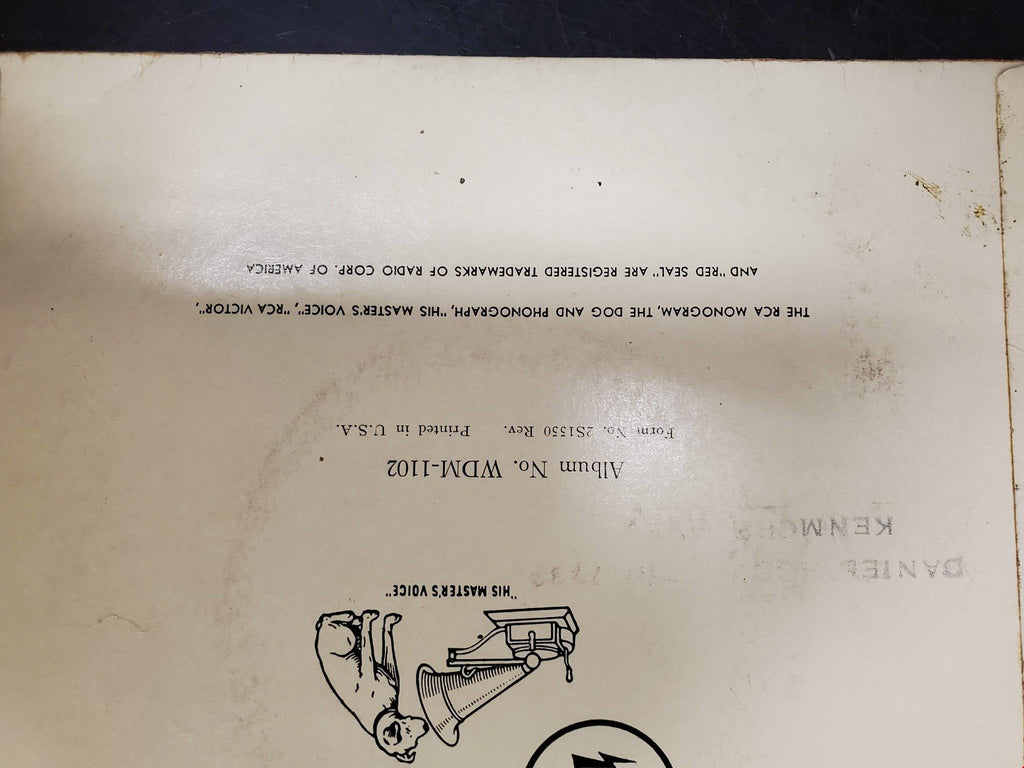 "HIS MASTER'S VOICE"
DANIEL
KENMORE
Album No. WDM-1102
Form No. 2S1550 Rev. Printed in U.S.A.
THE RCA MONOGRAM, THE DOG AND PHONOGRAPH, "HIS MASTER'S VOICE", "RCA VICTOR",
AND "RED SEAL" ARE REGISTERED TRADEMARKS OF RADIO CORP. OF AMERICA